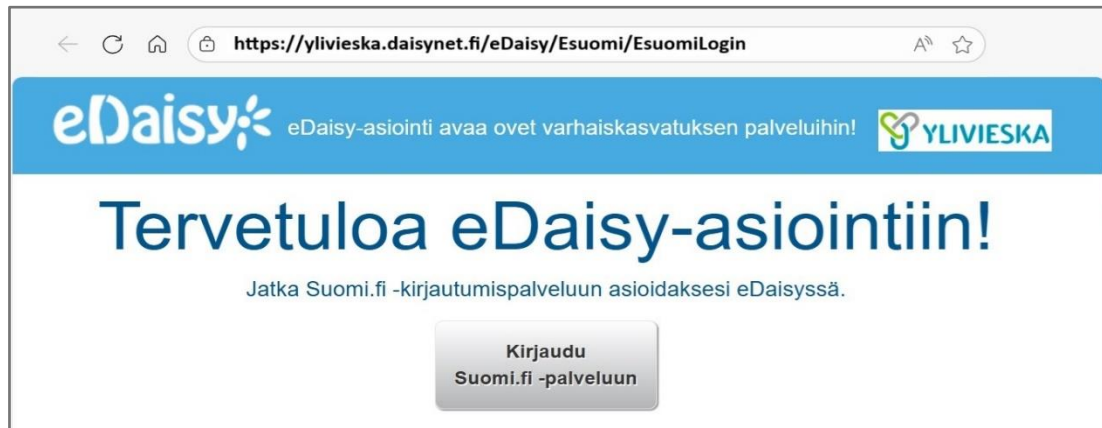 https://ylivieska.daisynet.fi/eDaisy/Esuomi/EsuomiLogin
eDaisy
eDaisy-asiointi avaa ovet varhaiskasvatuksen palveluihin!
YLIVIESKA
Tervetuloa eDaisy-asiointiin!
Jatka Suomi.fi -kirjautumispalveluun asioidaksesi eDaisyssä.
Kirjaudu
Suomi.fi -palveluun